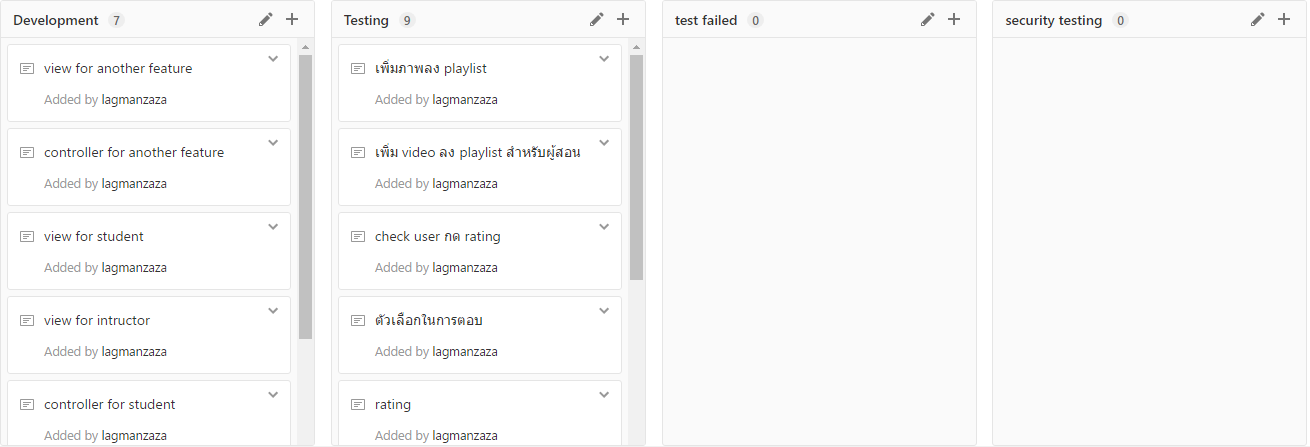 Development 7
view for another feature
Added by lagmanzaza
controller for another feature
Added by lagmanzaza
view for student
Added by lagmanzaza
view for intructor
Added by lagmanzaza
controller for student
Added by lagmanzaza
Testing 9
เพิ่มภาพลง playlist
Added by lagmanzaza
เพิ่ม video ลง playlist สำหรับผู้สอน
Added by lagmanzaza
check user กด rating
Added by lagmanzaza
ตัวเลือกในการตอบ
Added by lagmanzaza
rating
Added by lagmanzaza
test failed 0
security testing 0